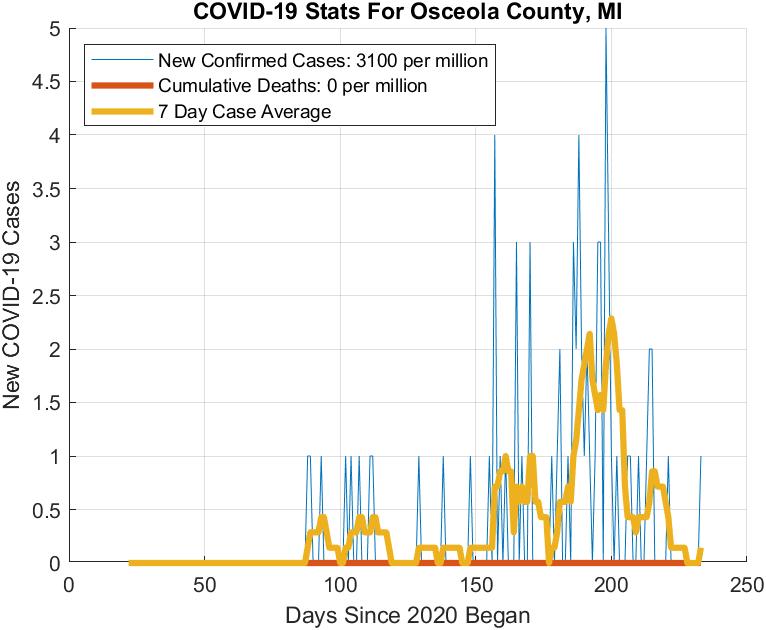 COVID-19 Stats For Osceola County, MI
New Confirmed Cases: 3100 per million
Cumulative Deaths: 0 per million
7 Day Case Average
New COVID-19 Cases
5
4.5
4
3.5
3
2.5
2
1.5
1
0.5
0
0 50 100 150 200 250
Days Since 2020 Began